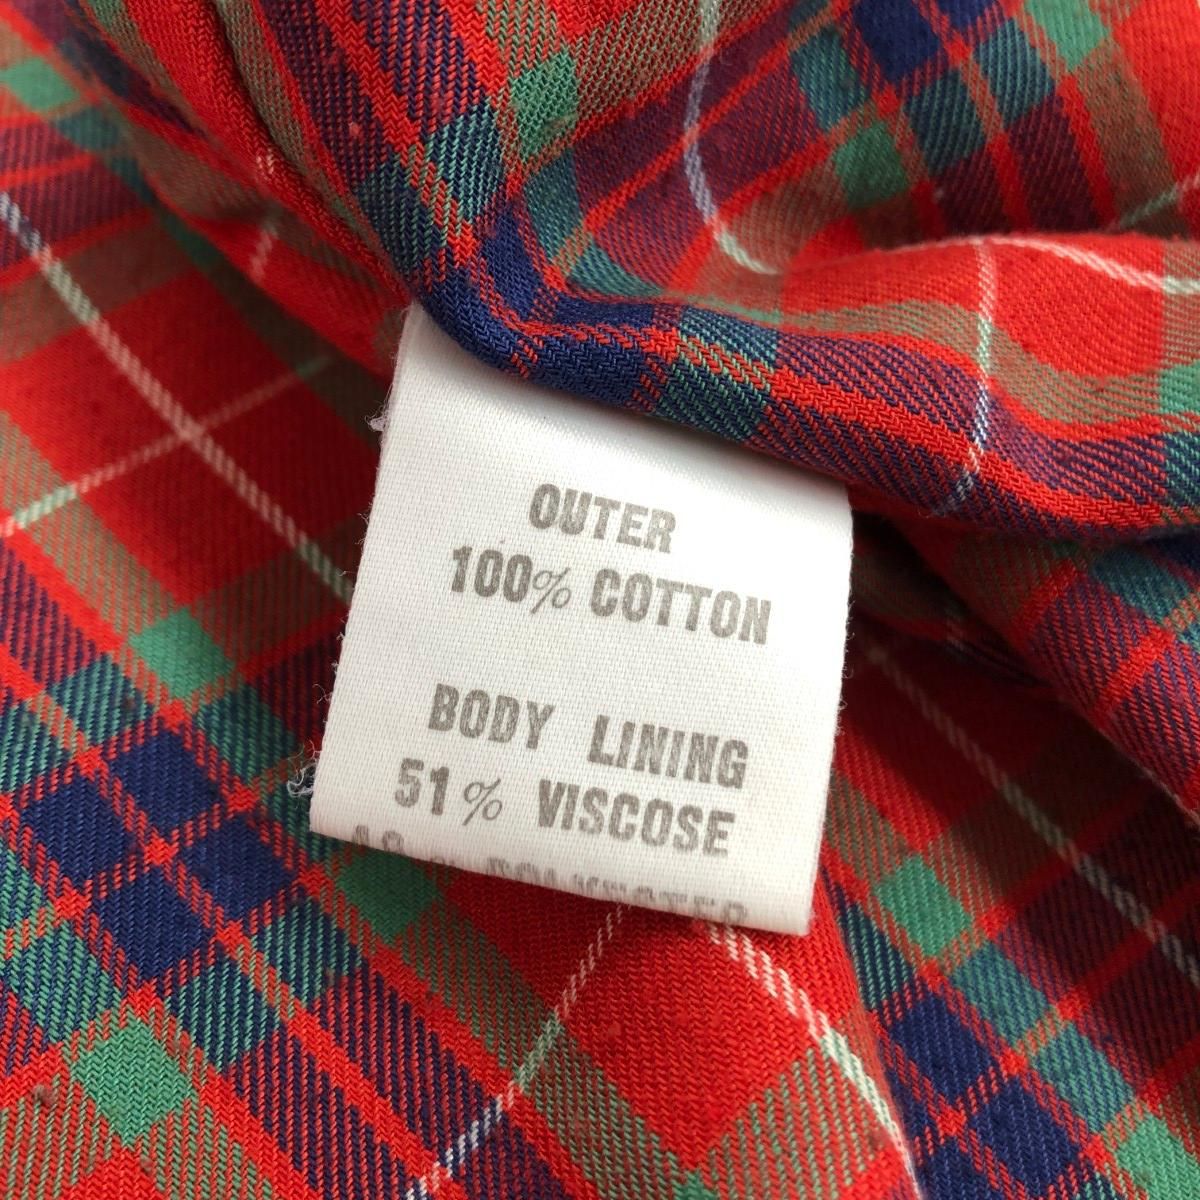 OUTER
100% COTTON
BODY LINING
51% VISCOSE